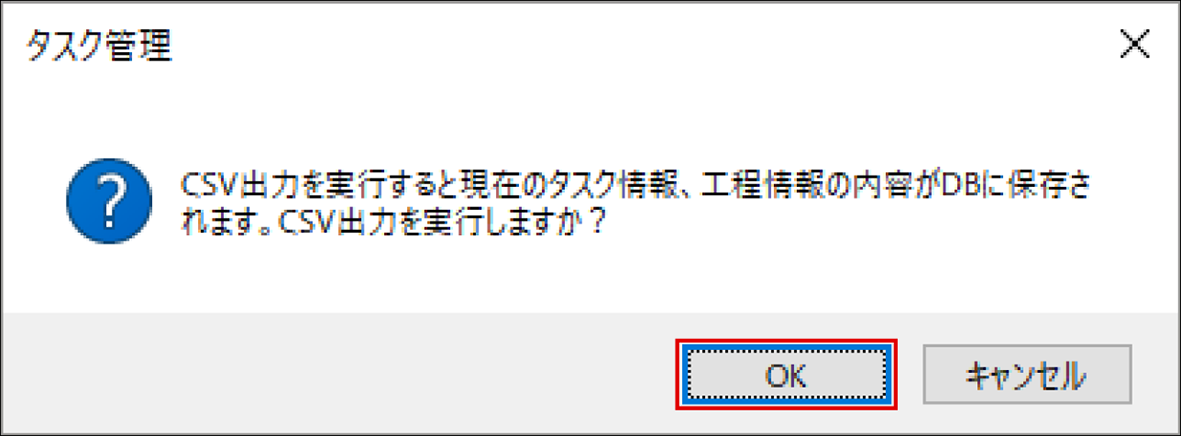 タスク管理
CSV出力を実行すると現在のタスク情報、工程情報の内容がDBに保存さ
れます。CSV出力を実行しますか？
OK
キャンセル